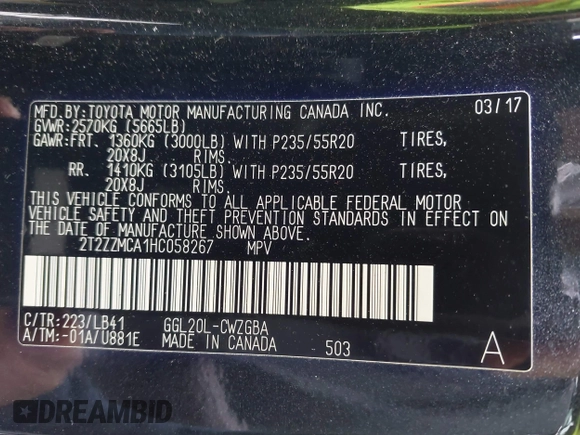 MFD.BY:TOYOTA MOTOR MANUFACTURING CANADA INC. 03/17
GVWR:2570KG (5665LB)
GAWR:FRT. 1360KG (3000LB) WITH P235/55R20 TIRES,
20X8J RIMS.
RR. 1410KG (3105LB) WITH P235/55R20 TIRES,
20X8J RIMS.
THIS VEHICLE CONFORMS TO ALL APPLICABLE FEDERAL MOTOR
VEHICLE SAFETY AND THEFT PREVENTION STANDARDS IN EFFECT ON
THE DATE OF MANUFACTURE SHOWN ABOVE.
2T2ZZMCA1HC058267 MPV
C/TR:223/LB41 GGL20L-CWZGBA
A/TM:-01A/U881E MADE IN CANADA 503 A
DREAMBID